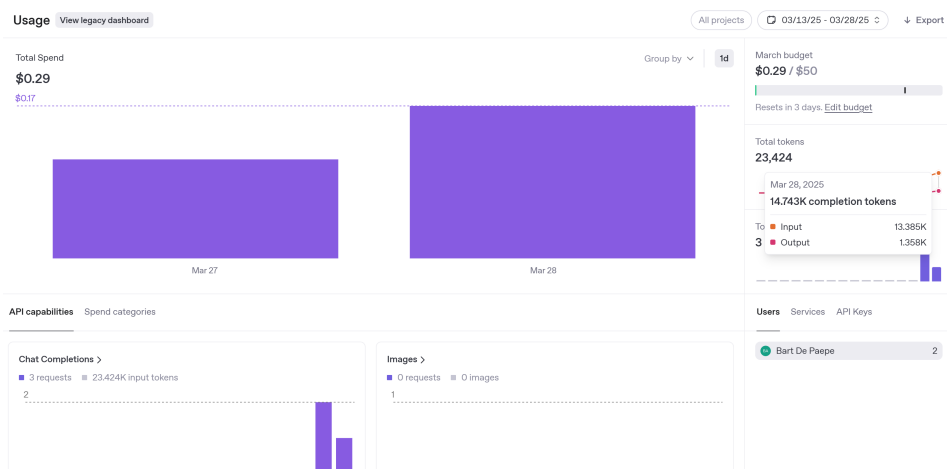 Usage View legacy dashboard
All projects 03/13/25 - 03/28/25 Export
Total Spend
$0.29
Group by 1d
$0.17
Mar 27 Mar 28
March budget
$0.29 / $50
Resets in 3 days. Edit budget
Total tokens
23,424
Mar 28, 2025
14.743K completion tokens
Input 13.385K
Output 1.358K
To
3
API capabilities Spend categories
Chat Completions
3 requests 23.424K input tokens
2
Images
0 requests 0 images
1
Users Services API Keys
Bart De Paepe 2